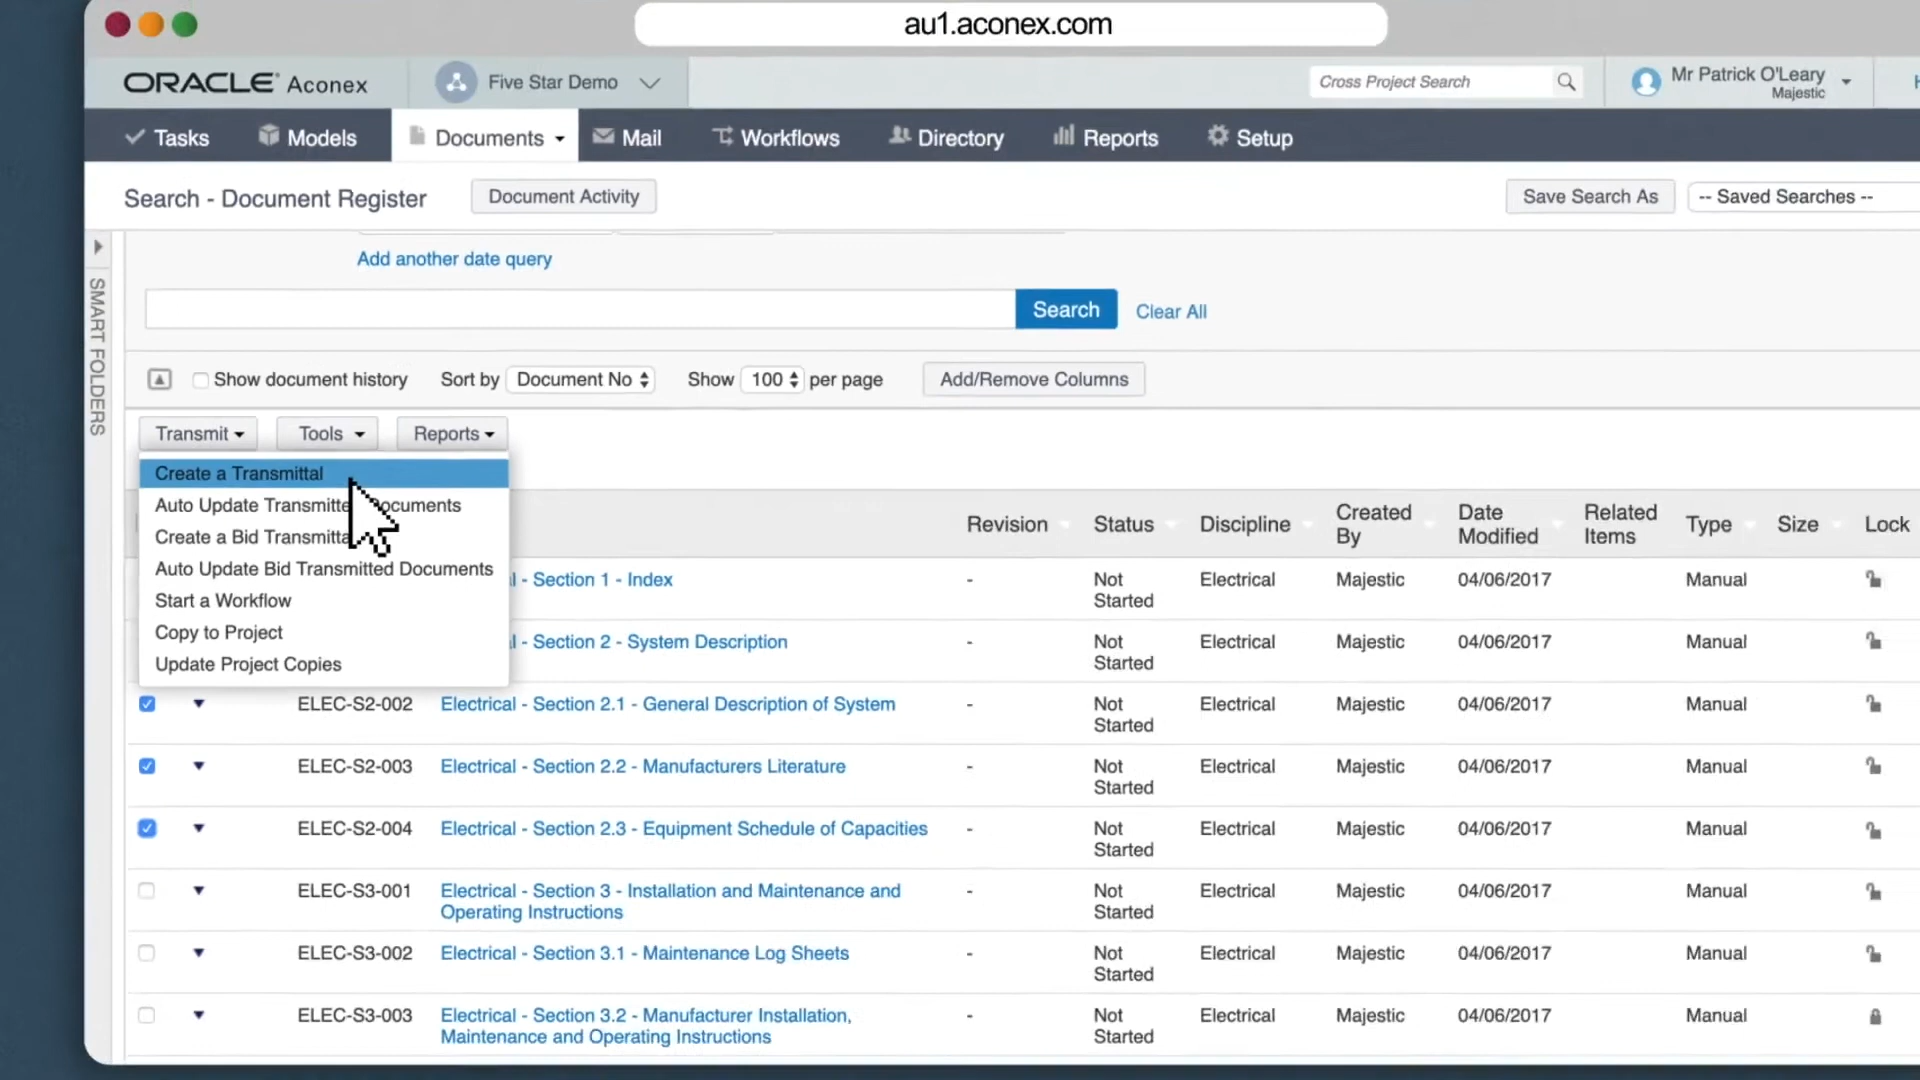 au1.aconex.com
ORACLE Aconex
Five Star Demo
Cross Project Search
Mr Patrick O'Leary
Majestic
Tasks
Models
Documents
Mail
Workflows
Directory
Reports
Setup
Search - Document Register
Document Activity
Save Search As
-- Saved Searches --
SMART FOLDERS
Add another date query
Search
Clear All
Show document history
Sort by
Document No
Show
100
per page
Add/Remove Columns
Transmit
Tools
Reports
Create a Transmittal
Auto Update
Create a Bid
Auto Update Bid Transmitted Documents
Start a Workflow
Copy to Project
Update Project Copies
Revision
Status
Discipline
Created By
Date Modified
Related Items
Type
Size
Lock
- Section 1 - Index
-
Not Started
Electrical
Majestic
04/06/2017
Manual
- Section 2 - System Description
-
Not Started
Electrical
Majestic
04/06/2017
Manual
ELEC-S2-002
Electrical - Section 2.1 - General Description of System
-
Not Started
Electrical
Majestic
04/06/2017
Manual
ELEC-S2-003
Electrical - Section 2.2 - Manufacturers Literature
-
Not Started
Electrical
Majestic
04/06/2017
Manual
ELEC-S2-004
Electrical - Section 2.3 - Equipment Schedule of Capacities
-
Not Started
Electrical
Majestic
04/06/2017
Manual
ELEC-S3-001
Electrical - Section 3 - Installation and Maintenance and
Operating Instructions
-
Not Started
Electrical
Majestic
04/06/2017
Manual
ELEC-S3-002
Electrical - Section 3.1 - Maintenance Log Sheets
-
Not Started
Electrical
Majestic
04/06/2017
Manual
ELEC-S3-003
Electrical - Section 3.2 - Manufacturer Installation,
Maintenance and Operating Instructions
-
Not Started
Electrical
Majestic
04/06/2017
Manual